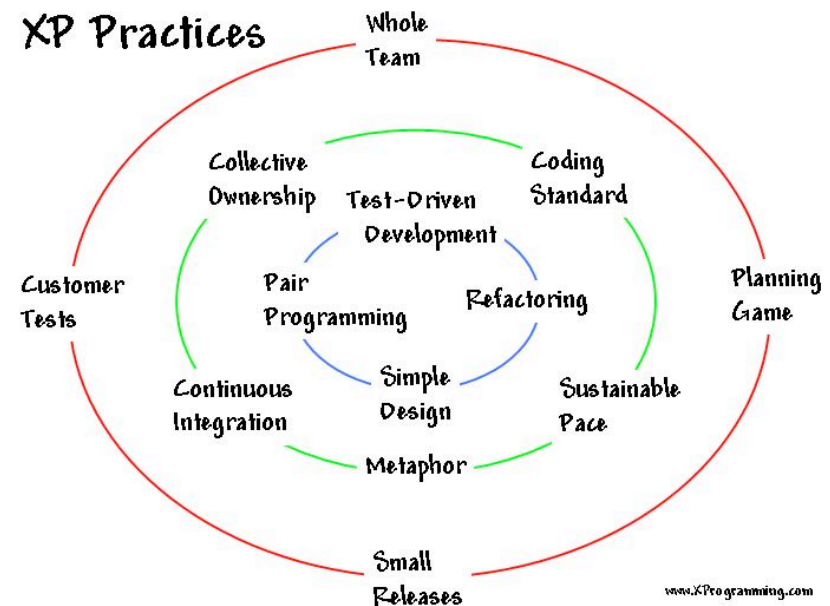 XP Practices
Whole
Team
Collective
Ownership
Coding
Standard
Test-Driven
Development
Customer
Tests
Pair
Programming
Refactoring
Planning
Game
Continuous
Integration
Simple
Design
Sustainable
Pace
Metaphor
Small
Releases
www.XProgramming.com